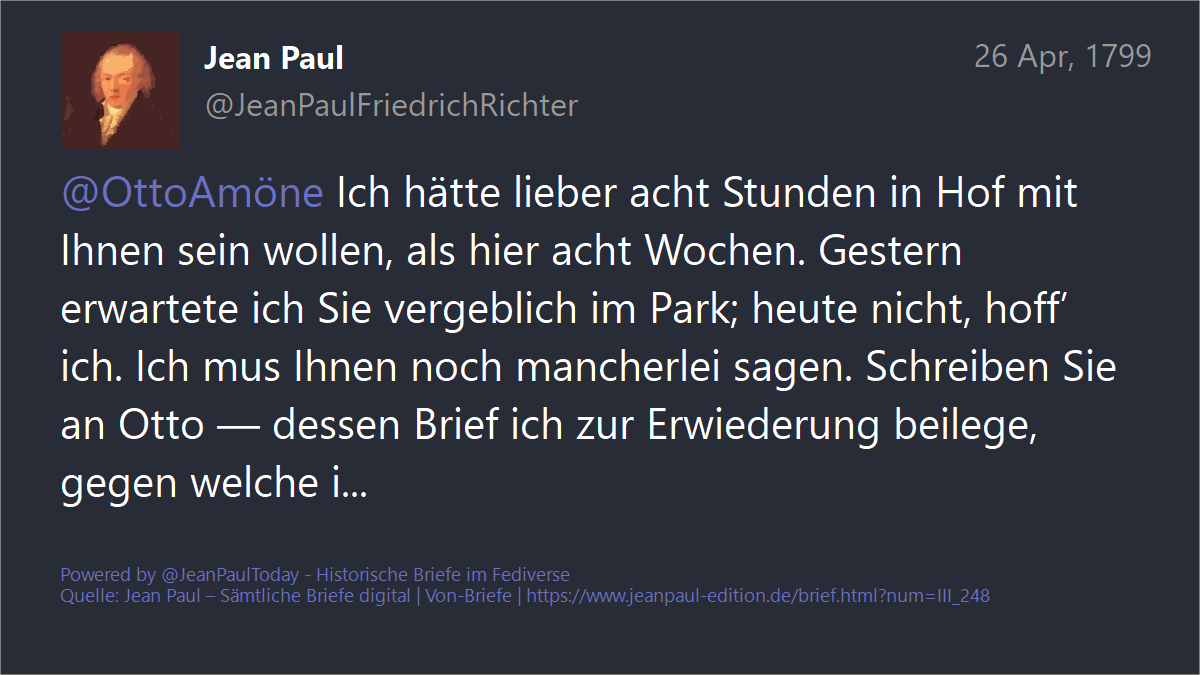 Jean Paul
26 Apr, 1799
@JeanPaulFriedrichRichter
@OttoAmöne Ich hätte lieber acht Stunden in Hof mit
Ihnen sein wollen, als hier acht Wochen. Gestern
erwartete ich Sie vergeblich im Park; heute nicht, hoff’
ich. Ich mus Ihnen noch mancherlei sagen. Schreiben Sie
an Otto — dessen Brief ich zur Erwiederung beilege,
gegen welche i...
Powered by @JeanPaulToday - Historische Briefe im Fediverse
Quelle: Jean Paul – Sämtliche Briefe digital | Von-Briefe | https://www.jeanpaul-edition.de/brief.html?num=III_248